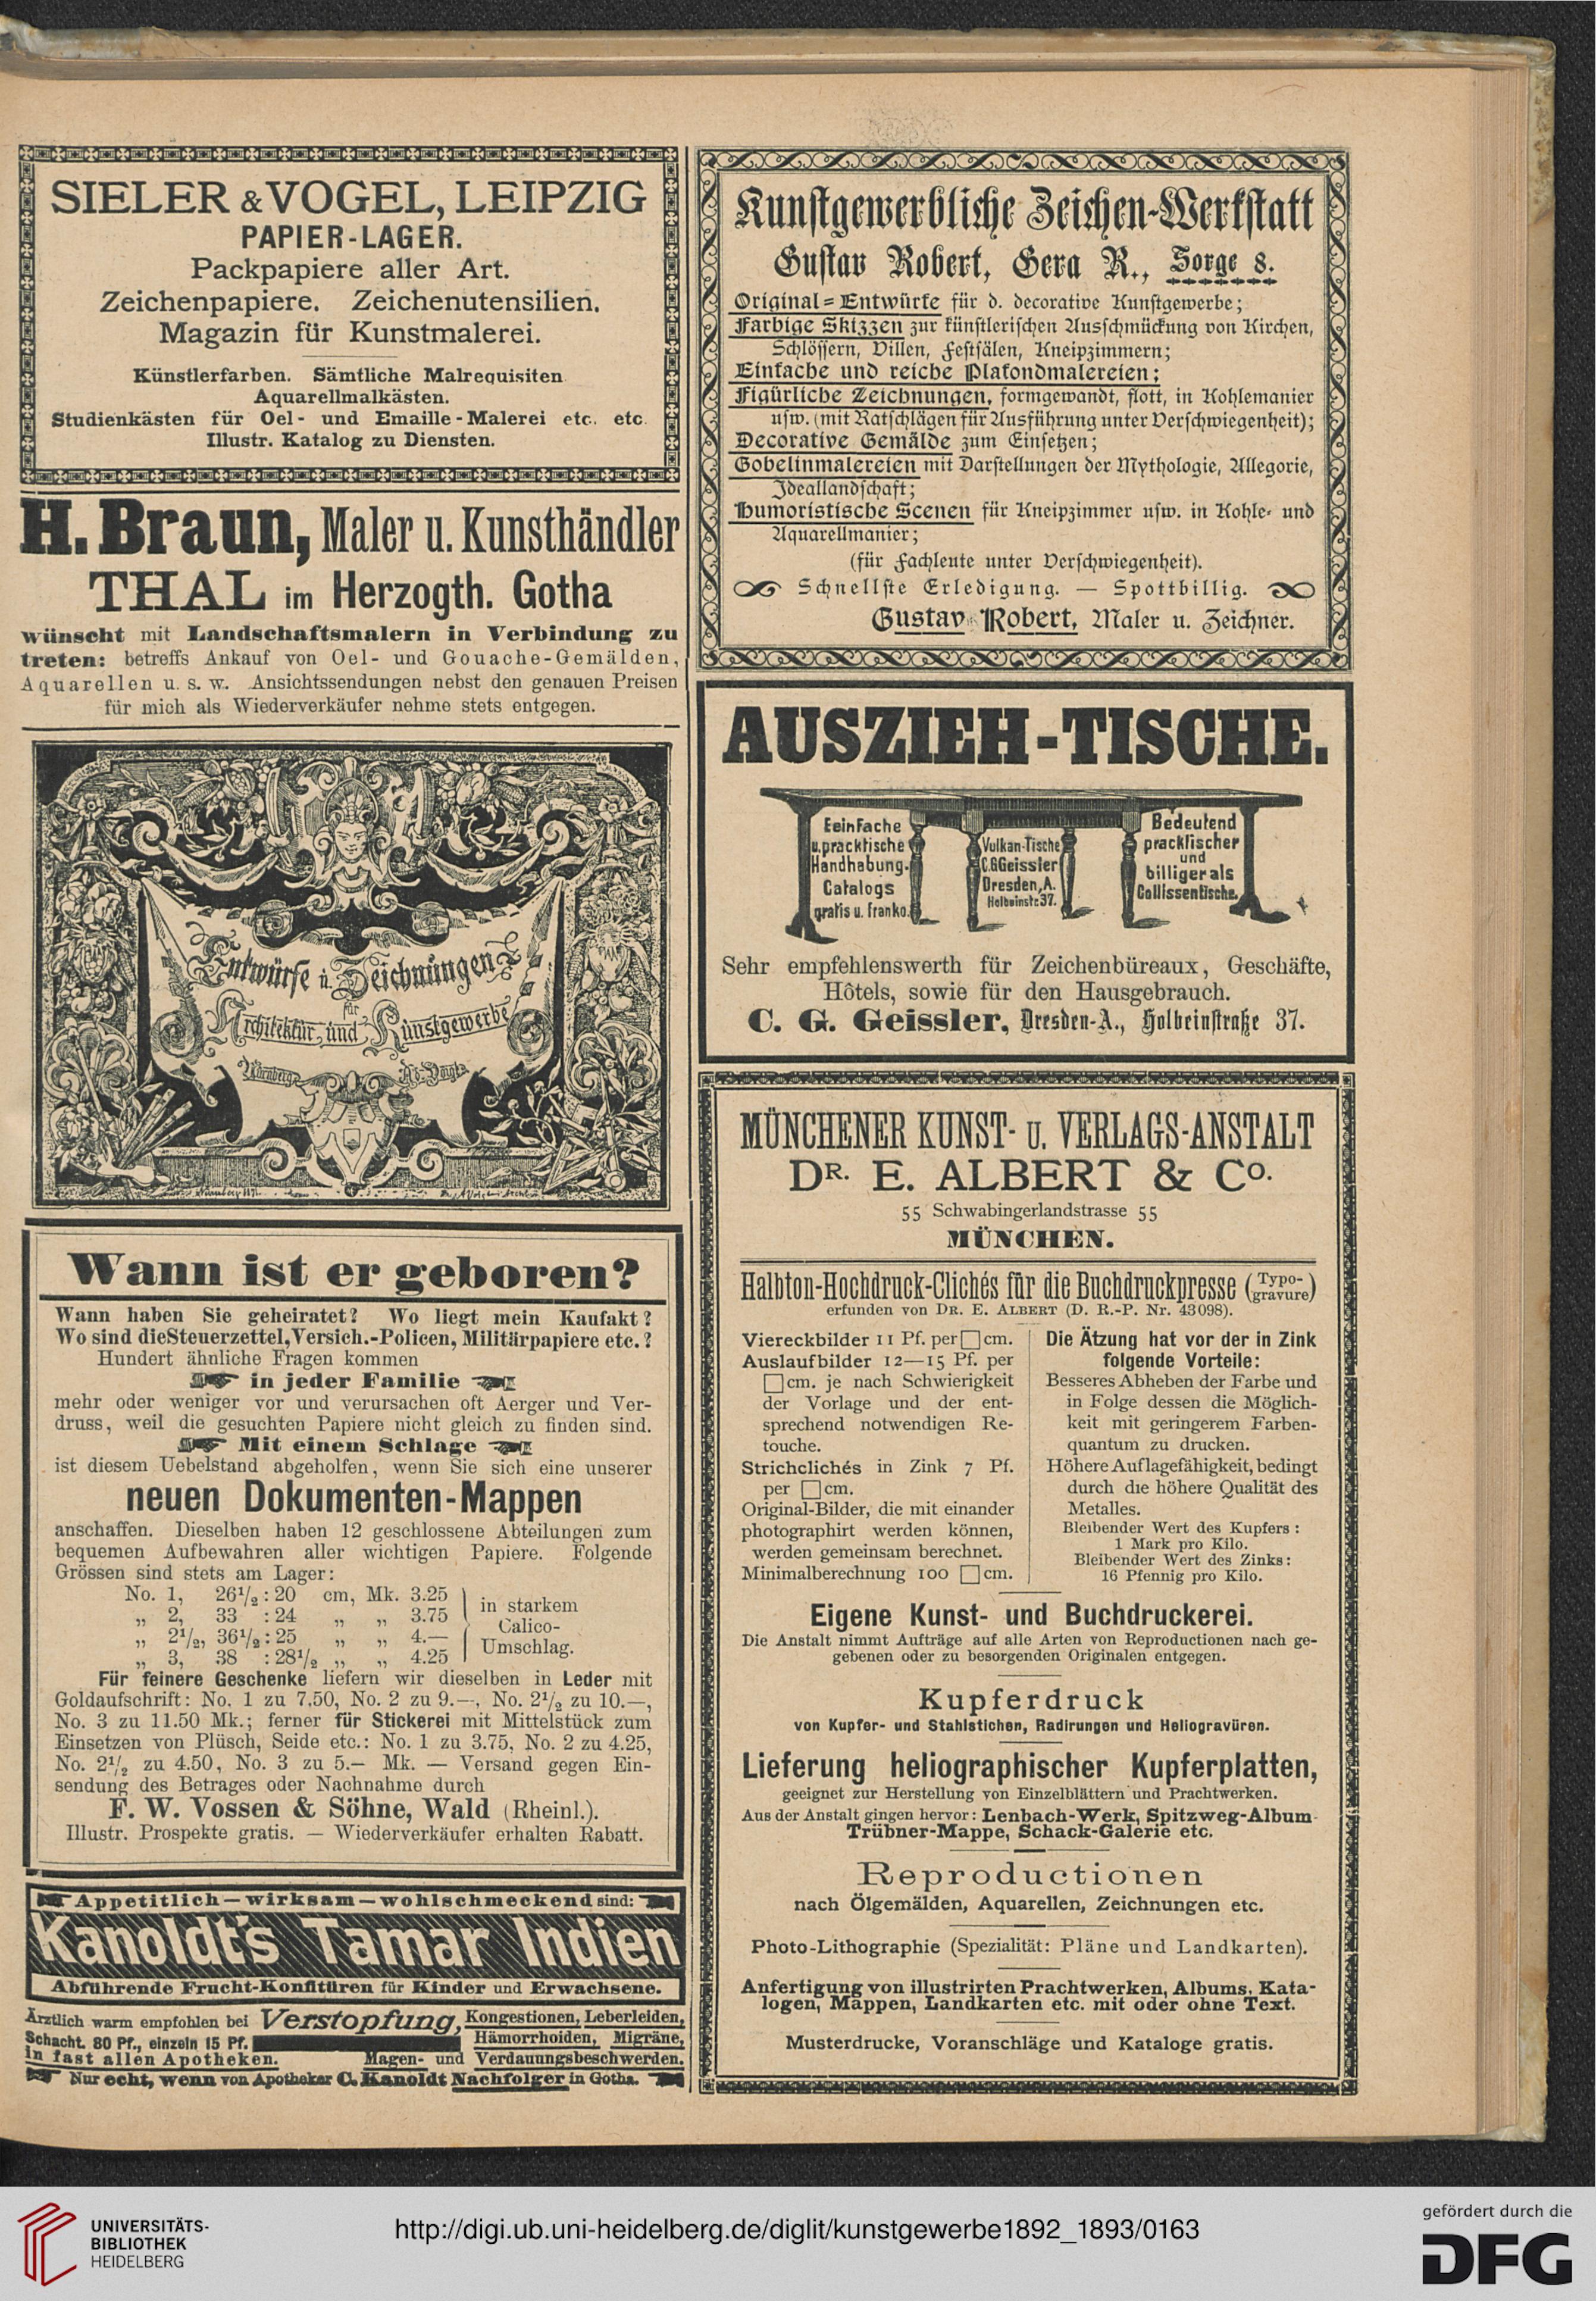 SIELER & VOGEL, LEIPZIG
PAPIER-LAGER.
Packpapiere aller Art.
Zeichenpapiere. Zeichenutensilien.
Magazin für Kunstmalerei.
Künstlerfarben. Sämtliche Malrequisiten
Aquarellmalkästen.
Studienkästen für Oel- und Emaille-Malerei etc. etc.
Illustr. Katalog zu Diensten.
H. Braun, Maler u. Kunsthändler
THAL im Herzogth. Gotha
wünscht mit Landschaftsmalern in Verbindung zu
treten: betreffs Ankauf von Oel- und Gouache-Gemälden,
Aquarellen u. s. w. Ansichtssendungen nebst den genauen Preisen
für mich als Wiederverkäufer nehme stets entgegen.
Entwürfe u. Zeichnungen
für
Architektur und Kunstgewerbe
Nürnberg Ad. Voigt
Wann ist er geboren?
Wann haben Sie geheiratet? Wo liegt mein Kaufakt?
Wo sind die Steuerzettel, Versich.-Policen, Militärpapiere etc.?
Hundert ähnliche Fragen kommen
in jeder Familie
mehr oder weniger vor und verursachen oft Aerger und Ver-
druss, weil die gesuchten Papiere nicht gleich zu finden sind.
Mit einem Schlage
ist diesem Uebelstand abgeholfen, wenn Sie sich eine unserer
neuen Dokumenten-Mappen
anschaffen. Dieselben haben 12 geschlossene Abteilungen zum
bequemen Aufbewahren aller wichtigen Papiere. Folgende
Grössen sind stets am Lager:
No. 1, 26½ : 20 cm, Mk. 3.25
„ 2, 33 : 24 „ „ 3.75
„ 2½, 36½ : 25 „ „ 4.—
„ 3, 38 : 28½ „ „ 4.25
in starkem
Calico-
Umschlag.
Für feinere Geschenke liefern wir dieselben in Leder mit
Goldaufschrift: No. 1 zu 7.50, No. 2 zu 9.—, No. 2½ zu 10.—,
No. 3 zu 11.50 Mk.; ferner für Stickerei mit Mittelstück zum
Einsetzen von Plüsch, Seide etc.: No. 1 zu 3.75, No. 2 zu 4.25,
No. 2½ zu 4.50, No. 3 zu 5.— Mk. — Versand gegen Ein-
sendung des Betrages oder Nachnahme durch
F. W. Vossen & Söhne, Wald (Rheinl.).
Illustr. Prospekte gratis. — Wiederverkäufer erhalten Rabatt.
Appetitlich — wirksam — wohlschmeckend sind:
Kanoldt's Tamar Indien
Abführende Frucht-Konfitüren für Kinder und Erwachsene.
Ärztlich warm empfohlen bei Verstopfung, Kongestionen, Leberleiden,
Schacht. 80 Pf., einzeln 15 Pf. Hämorrhoiden, Migräne,
in fast allen Apotheken. Magen- und Verdauungsbeschwerden.
Nur echt, wenn von Apotheker C. Kanoldt Nachfolger in Gotha.
Kunstgewerbliche Zeichen-Werkstatt
Gustav Robert, Gera R., Sorge 8.
Original-Entwürfe für d. decorative Kunstgewerbe;
Farbige Skizzen zur künstlerischen Ausschmückung von Kirchen,
Schlössern, Villen, Festsälen, Kneipzimmern;
Einfache und reiche Plafondmalereien;
Figürliche Zeichnungen, formgewandt, flott, in Kohlemanier
usw. (mit Ratschlägen für Ausführung unter Verschwiegenheit);
Decorative Gemälde zum Einsetzen;
Gobelinmalereien mit Darstellungen der Mythologie, Allegorie,
Ideallandschaft;
Humoristische Scenen für Kneipzimmer usw. in Kohle- und
Aquarellmanier;
(für Fachleute unter Verschwiegenheit).
Schnellste Erledigung. — Spottbillig.
Gustav Robert, Maler u. Zeichner.
AUSZIEH-TISCHE.
Eeinfache
u. pracktische
Handhabung.
Catalogs
gratis u. franko.
Vulkan-Tische
C.G Geissler
Dresden, A.
Holbeinstr. 37.
Bedeutend
pracktischer
und
billiger als
Collissentische.
Sehr empfehlenswerth für Zeichenbüreaux, Geschäfte,
Hôtels, sowie für den Hausgebrauch.
C. G. Geissler, Dresden-A., Holbeinstraße 37.
MÜNCHENER KUNST- U. VERLAGS-ANSTALT
DR. E. ALBERT & CO.
55 Schwabingerlandstrasse 55
MÜNCHEN.
Halbton-Hochdruck-Clichés für die Buchdruckpresse (Typo-gravure)
erfunden von DR. E. ALBERT (D. R.-P. Nr. 43098).
Viereckbilder 11 Pf. per □ cm.
Auslaufbilder 12—15 Pf. per
□ cm. je nach Schwierigkeit
der Vorlage und der ent-
sprechend notwendigen Re-
touche.
Strichclichés in Zink 7 Pf.
per □ cm.
Original-Bilder, die mit einander
photographirt werden können,
werden gemeinsam berechnet.
Minimalberechnung 100 □ cm.
Die Ätzung hat vor der in Zink
folgende Vorteile:
Besseres Abheben der Farbe und
in Folge dessen die Möglich-
keit mit geringerem Farben-
quantum zu drucken.
Höhere Auflagefähigkeit, bedingt
durch die höhere Qualität des
Metalles.
Bleibender Wert des Kupfers:
1 Mark pro Kilo.
Bleibender Wert des Zinks:
16 Pfennig pro Kilo.
Eigene Kunst- und Buchdruckerei.
Die Anstalt nimmt Aufträge auf alle Arten von Reproductionen nach ge-
gebenen oder zu besorgenden Originalen entgegen.
Kupferdruck
von Kupfer- und Stahlstichen, Radirungen und Heliogravüren.
Lieferung heliographischer Kupferplatten,
geeignet zur Herstellung von Einzelblättern und Prachtwerken.
Aus der Anstalt gingen hervor: Lenbach-Werk, Spitzweg-Album
Trübner-Mappe, Schack-Galerie etc.
Reproductionen
nach Ölgemälden, Aquarellen, Zeichnungen etc.
Photo-Lithographie (Spezialität: Pläne und Landkarten).
Anfertigung von illustrirten Prachtwerken, Albums, Kata-
logen, Mappen, Landkarten etc. mit oder ohne Text.
Musterdrucke, Voranschläge und Kataloge gratis.
UNIVERSITÄTS-
BIBLIOTHEK
HEIDELBERG
http://digi.ub.uni-heidelberg.de/diglit/kunstgewerbe1892_1893/0163
gefördert durch die
DFG